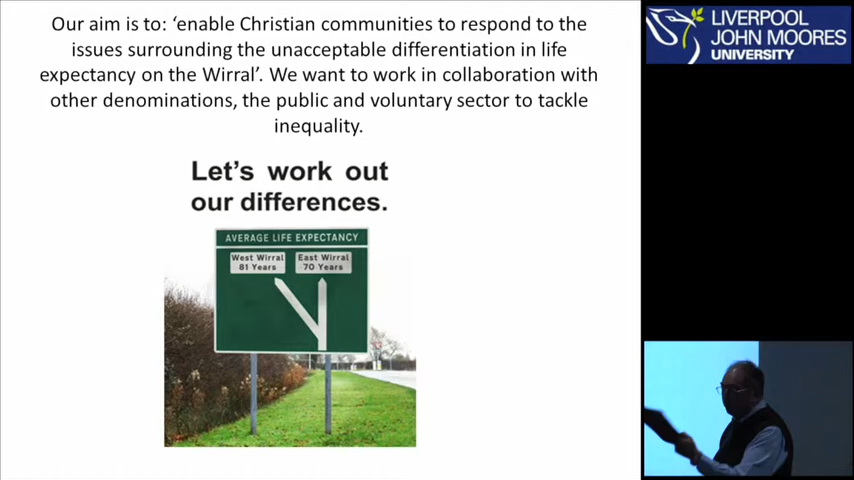 Our aim is to: ‘enable Christian communities to respond to the
issues surrounding the unacceptable differentiation in life
expectancy on the Wirral’. We want to work in collaboration with
other denominations, the public and voluntary sector to tackle
inequality.
Let’s work out
our differences.
AVERAGE LIFE EXPECTANCY
West Wirral
81 Years
East Wirral
70 Years
LIVERPOOL
JOHN MOORES
UNIVERSITY